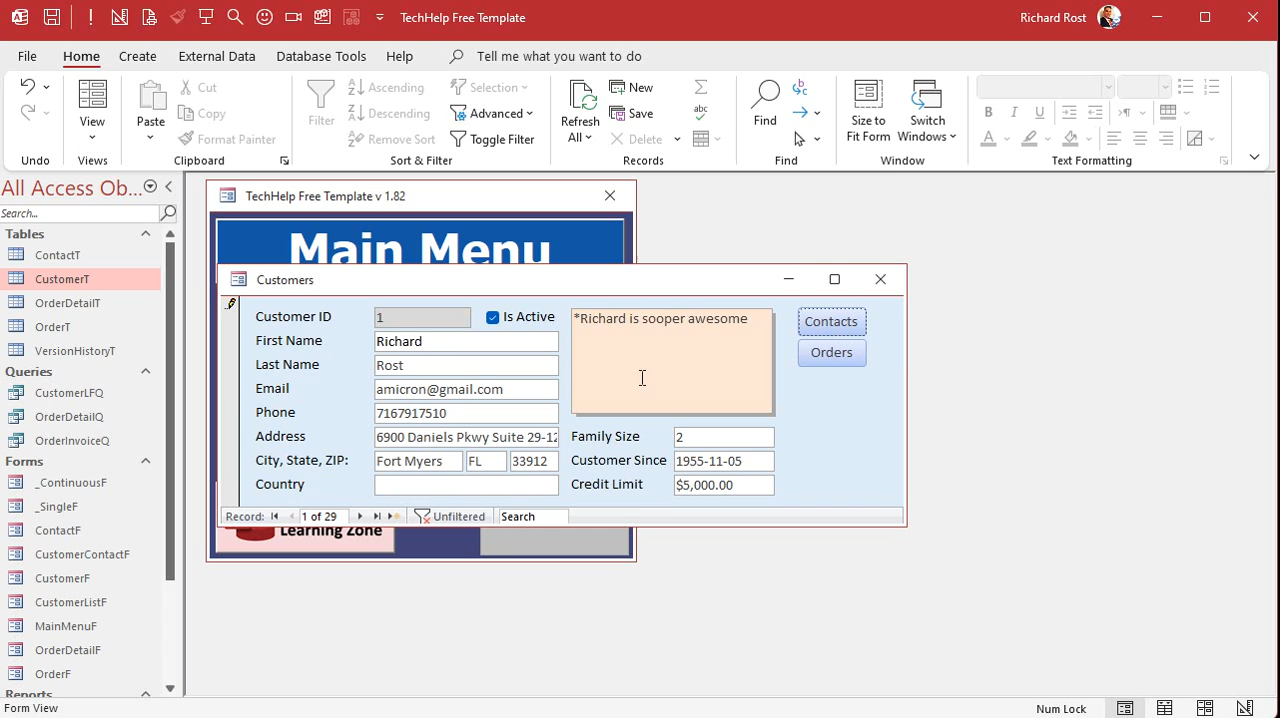 TechHelp Free Template
Richard Rost
File Home Create External Data Database Tools Help Tell me what you want to do
Undo
View
Views
Paste
Cut
Copy
Format Painter
Clipboard
Filter
Ascending
Descending
Remove Sort
Selection
Advanced
Toggle Filter
Sort & Filter
Refresh
All
New
Save
Delete
Records
Find
Find
Size to
Fit Form
Switch
Windows
Window
B I U
Text Formatting
All Access Ob...
Search...
Tables
ContactT
CustomerT
OrderDetailT
OrderT
VersionHistoryT
Queries
CustomerLFQ
OrderDetailQ
OrderInvoiceQ
Forms
_ContinuousF
_SingleF
ContactF
CustomerContactF
CustomerF
CustomerListF
MainMenuF
OrderDetailF
OrderF
Reports
TechHelp Free Template v 1.82
Main Menu
Customers
Customer ID 1 Is Active
First Name Richard
Last Name Rost
Email amicron@gmail.com
Phone 7167917510
Address 6900 Daniels Pkwy Suite 29-12
City, State, ZIP: Fort Myers FL 33912
Country
*Richard is sooper awesome
Family Size 2
Customer Since 1955-11-05
Credit Limit $5,000.00
Contacts
Orders
Record: 1 of 29 Unfiltered Search
Learning Zone
Form View
Num Lock